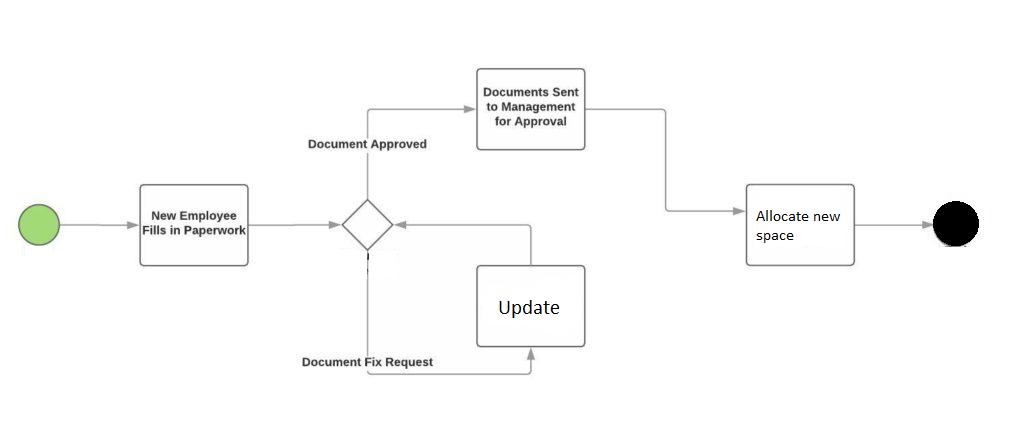 Documents Sent
to Management
for Approval
Document Approved
New Employee
Fills in Paperwork
Allocate new
space
Update
Document Fix Request